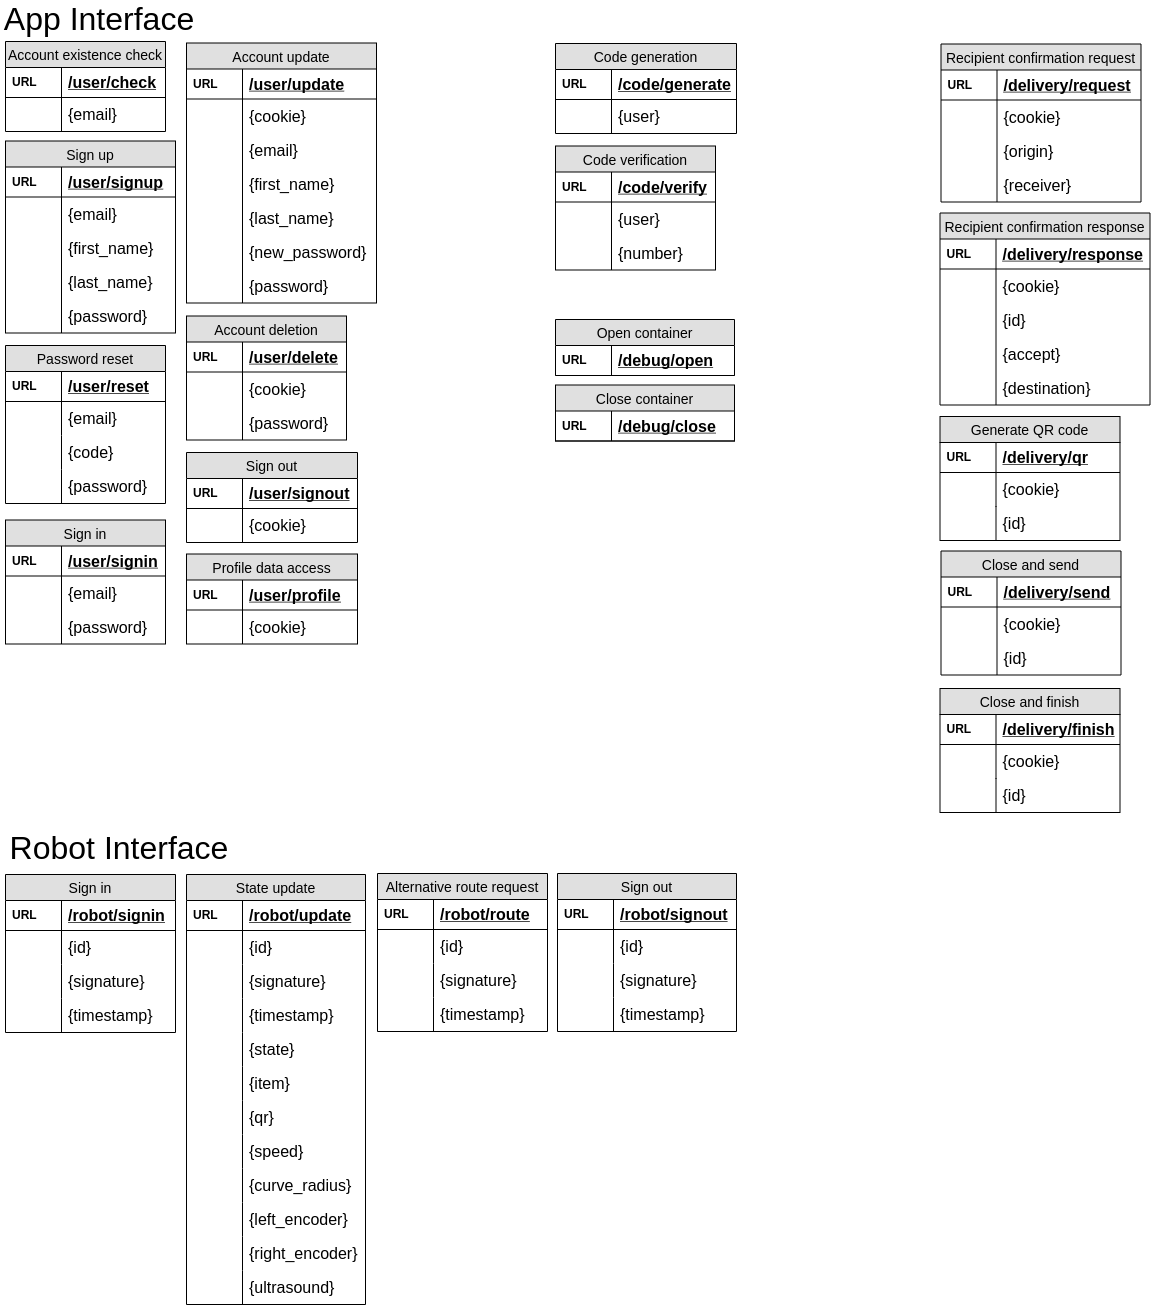 App Interface
Account existence check
URL /user/check
{email}
Sign up
URL /user/signup
{email}
{first_name}
{last_name}
{password}
Password reset
URL /user/reset
{email}
{code}
{password}
Sign in
URL /user/signin
{email}
{password}
Account update
URL /user/update
{cookie}
{email}
{first_name}
{last_name}
{new_password}
{password}
Account deletion
URL /user/delete
{cookie}
{password}
Sign out
URL /user/signout
{cookie}
Profile data access
URL /user/profile
{cookie}
Code generation
URL /code/generate
{user}
Code verification
URL /code/verify
{user}
{number}
Open container
URL /debug/open
Close container
URL /debug/close
Recipient confirmation request
URL /delivery/request
{cookie}
{origin}
{receiver}
Recipient confirmation response
URL /delivery/response
{cookie}
{id}
{accept}
{destination}
Generate QR code
URL /delivery/qr
{cookie}
{id}
Close and send
URL /delivery/send
{cookie}
{id}
Close and finish
URL /delivery/finish
{cookie}
{id}
Robot Interface
Sign in
URL /robot/signin
{id}
{signature}
{timestamp}
State update
URL /robot/update
{id}
{signature}
{timestamp}
{state}
{item}
{qr}
{speed}
{curve_radius}
{left_encoder}
{right_encoder}
{ultrasound}
Alternative route request
URL /robot/route
{id}
{signature}
{timestamp}
Sign out
URL /robot/signout
{id}
{signature}
{timestamp}